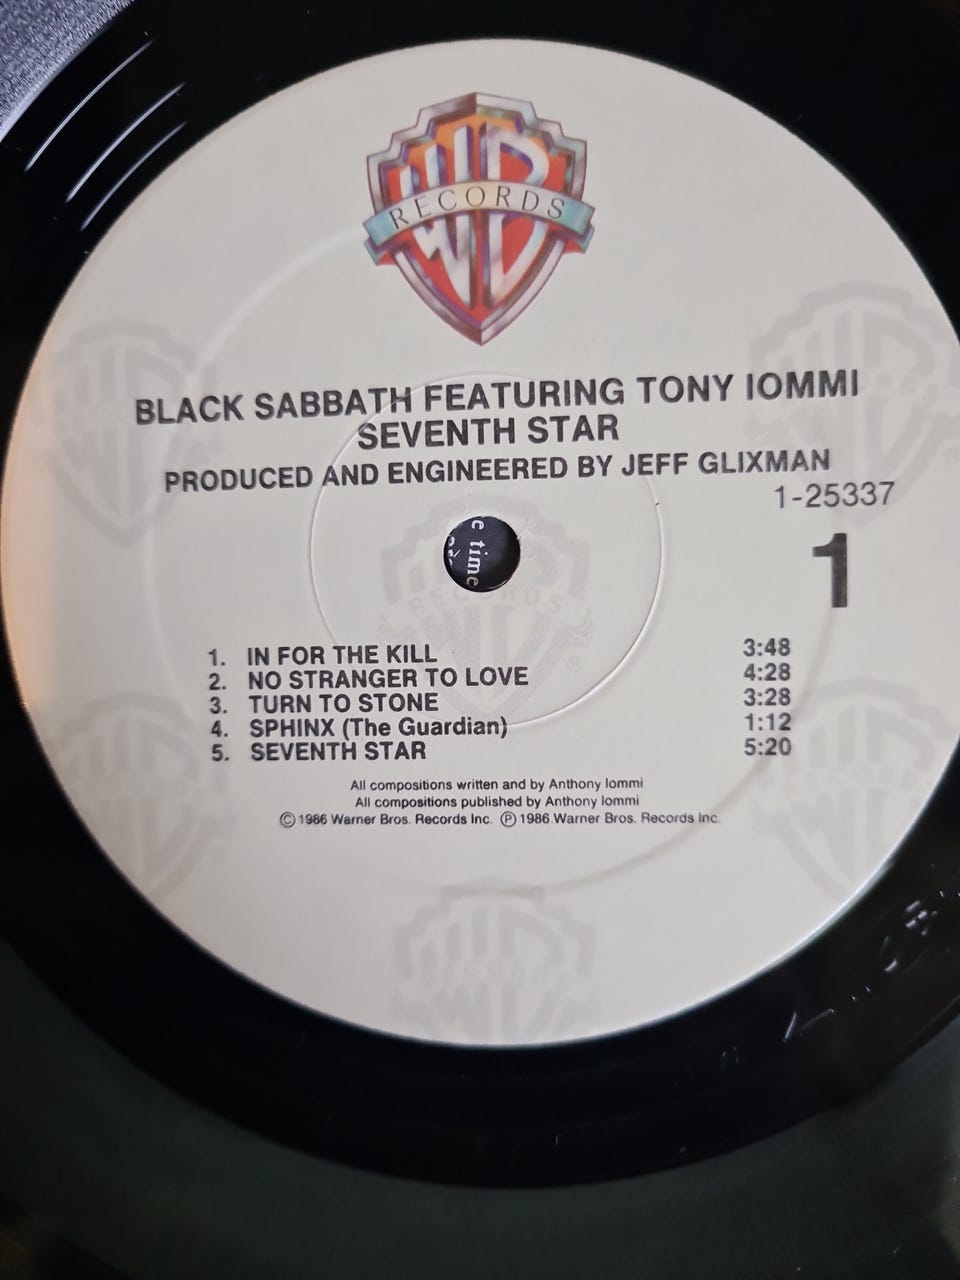 RECORDS
BLACK SABBATH FEATURING TONY IOMMI
SEVENTH STAR
PRODUCED AND ENGINEERED BY JEFF GLIXMAN
1-25337
1
e time
1. IN FOR THE KILL 3:48
2. NO STRANGER TO LOVE 4:28
3. TURN TO STONE 3:28
4. SPHINX (The Guardian) 1:12
5. SEVENTH STAR 5:20
All compositions written and by Anthony Iommi
All compositions published by Anthony Iommi
© 1986 Warner Bros. Records Inc. ℗ 1986 Warner Bros. Records Inc.